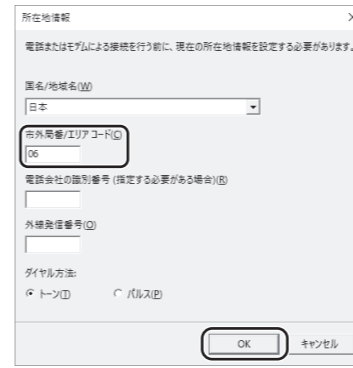 所在地情報
電話またはモデムによる接続を行う前に、現在の所在地情報を設定する必要があります。
国名/地域名(W)
日本
市外局番/エリア コード(C)
06
電話会社の識別番号 (指定する必要がある場合)(R)
外線発信番号(O)
ダイヤル方法:
トーン(T) パルス(P)
OK キャンセル